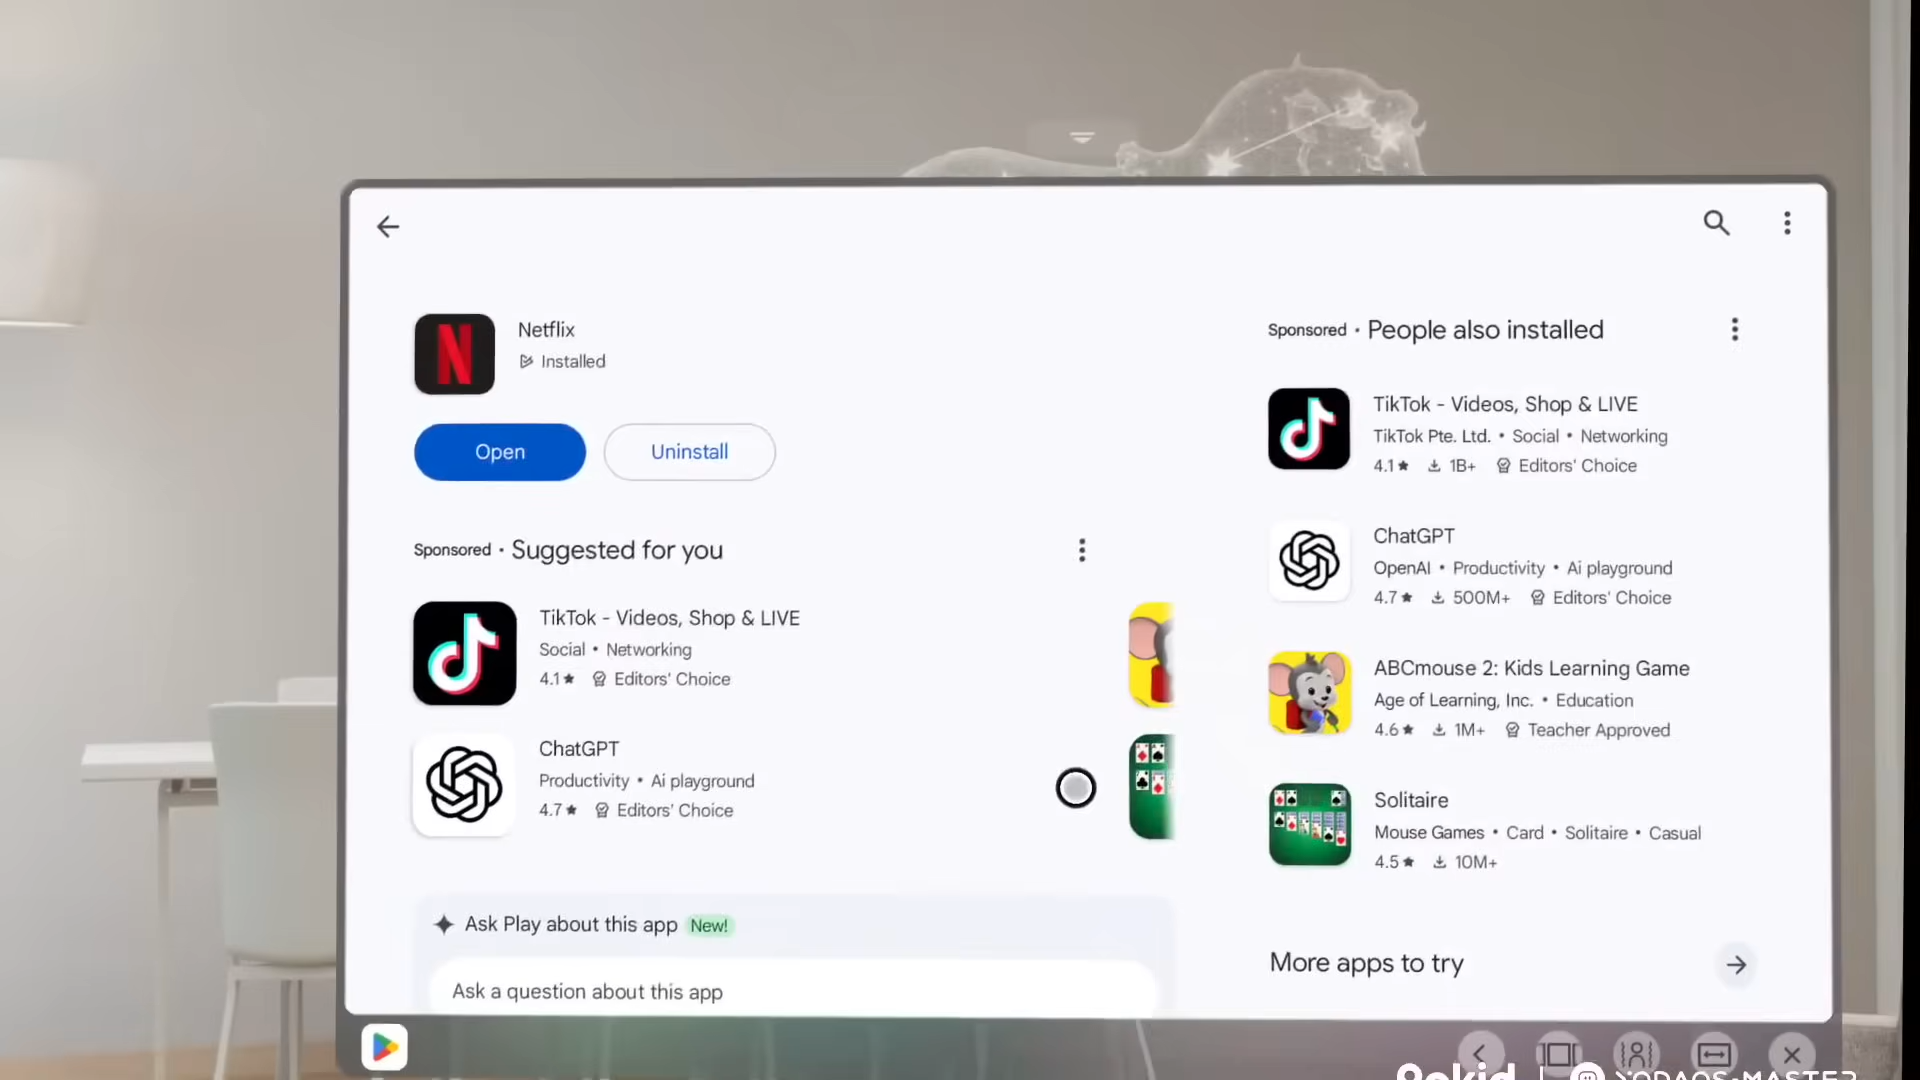 Netflix
Installed
Open
Uninstall
Sponsored • Suggested for you
TikTok - Videos, Shop & LIVE
Social • Networking
4.1★ Editors' Choice
ChatGPT
Productivity • Ai playground
4.7★ Editors' Choice
Ask Play about this app New!
Ask a question about this app
Sponsored • People also installed
TikTok - Videos, Shop & LIVE
TikTok Pte. Ltd. • Social • Networking
4.1★ 1B+ Editors' Choice
ChatGPT
OpenAI • Productivity • Ai playground
4.7★ 500M+ Editors' Choice
ABCmouse 2: Kids Learning Game
Age of Learning, Inc. • Education
4.6★ 1M+ Teacher Approved
Solitaire
Mouse Games • Card • Solitaire • Casual
4.5★ 10M+
More apps to try